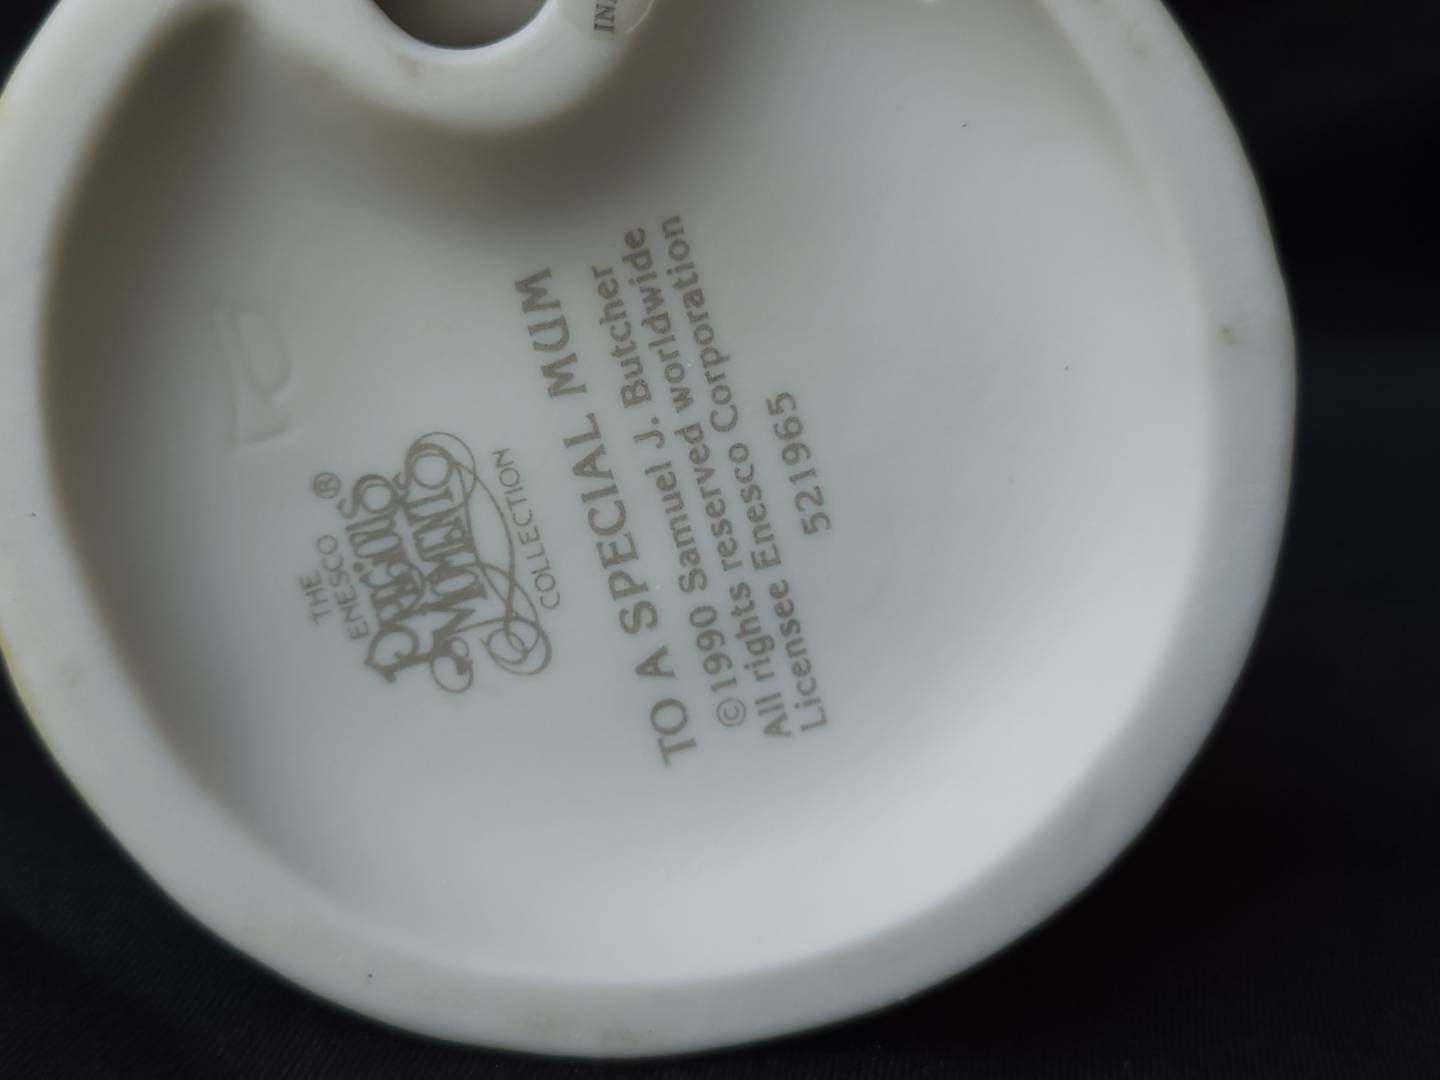 THE
ENESCO
PRECIOUS ®
MOMENTS
COLLECTION
TO A SPECIAL MUM
©1990 Samuel J. Butcher
All rights reserved worldwide
Licensee Enesco Corporation
521965